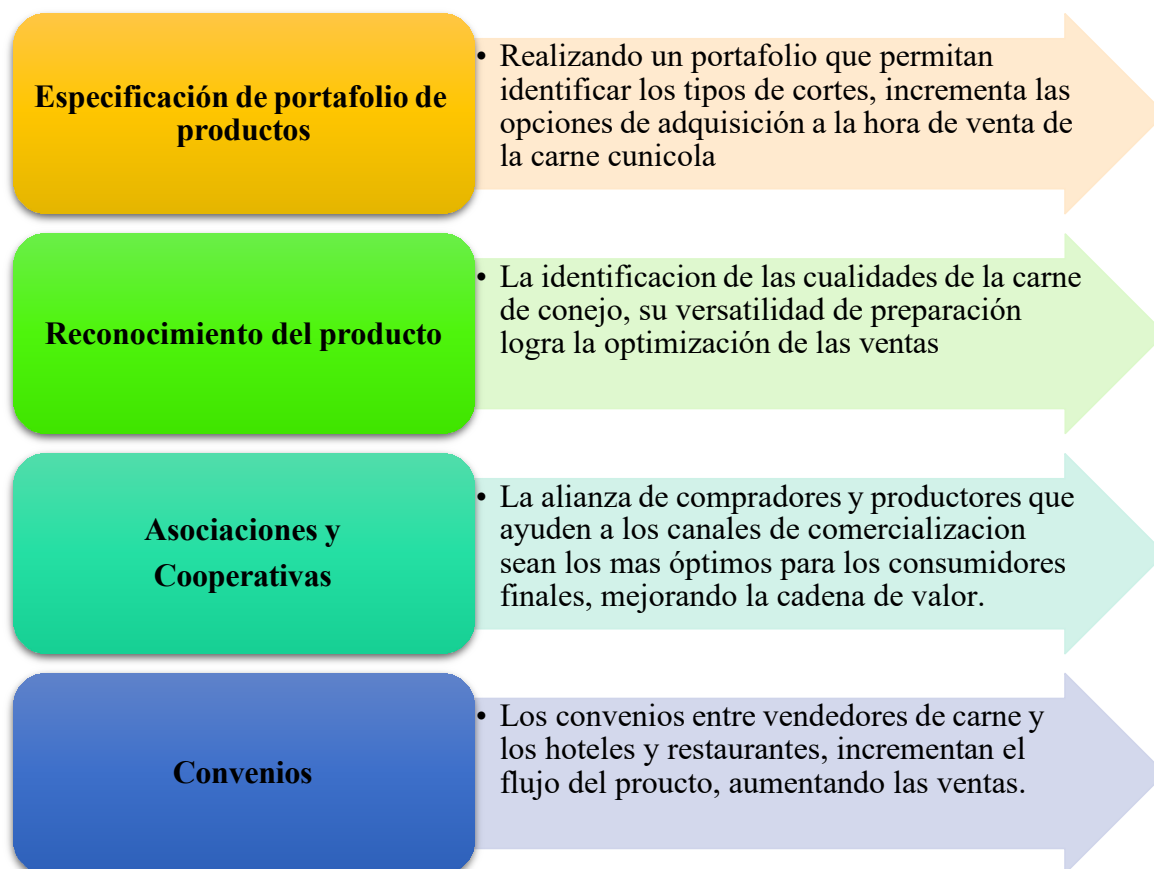 Especificación de portafolio de
productos
• Realizando un portafolio que permitan
identificar los tipos de cortes, incrementa las
opciones de adquisición a la hora de venta de
la carne cunicola
Reconocimiento del producto
• La identificacion de las cualidades de la carne
de conejo, su versatilidad de preparación
logra la optimización de las ventas
Asociaciones y
Cooperativas
• La alianza de compradores y productores que
ayuden a los canales de comercializacion
sean los mas óptimos para los consumidores
finales, mejorando la cadena de valor.
Convenios
• Los convenios entre vendedores de carne y
los hoteles y restaurantes, incrementan el
flujo del proucto, aumentando las ventas.